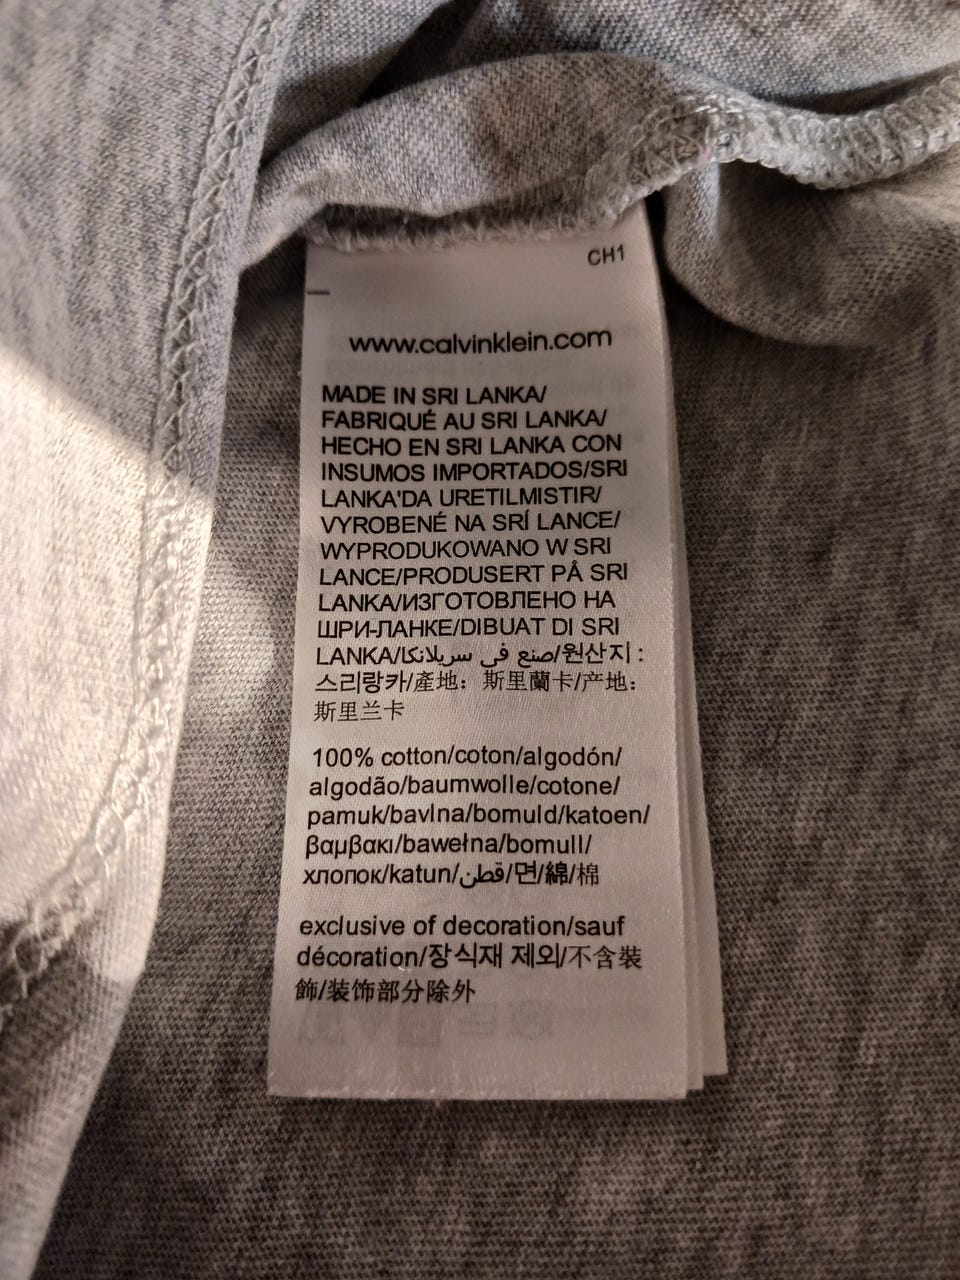 CH1
www.calvinklein.com
MADE IN SRI LANKA/
FABRIQUÉ AU SRI LANKA/
HECHO EN SRI LANKA CON
INSUMOS IMPORTADOS/SRI
LANKA'DA URETILMISTIR/
VYROBENÉ NA SRÍ LANCE/
WYPRODUKOWANO W SRI
LANCE/PRODUSERT PÅ SRI
LANKA/ИЗГОТОВЛЕНО НА
ШРИ-ЛАНКЕ/DIBUAT DI SRI
LANKA/صنع في سريلانكا/원산지 :
스리랑카/產地：斯里蘭卡/产地：
斯里兰卡
100% cotton/coton/algodón/
algodão/baumwolle/cotone/
pamuk/bavlna/bomuld/katoen/
βαμβακι/bawełna/bomull/
хлопок/katun/قطن/면/綿/棉
exclusive of decoration/sauf
décoration/장식재 제외/不含裝
飾/装饰部分除外